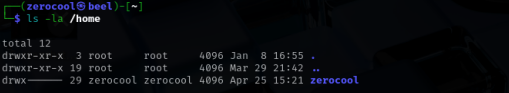 ┌──(zerocool㉿beel)-[~]
└─$ ls -la /home
total 12
drwxr-xr-x  3 root     root     4096 Jan  8 16:55 .
drwxr-xr-x 19 root     root     4096 Mar 29 21:42 ..
drwx------ 29 zerocool zerocool 4096 Apr 25 15:21 zerocool